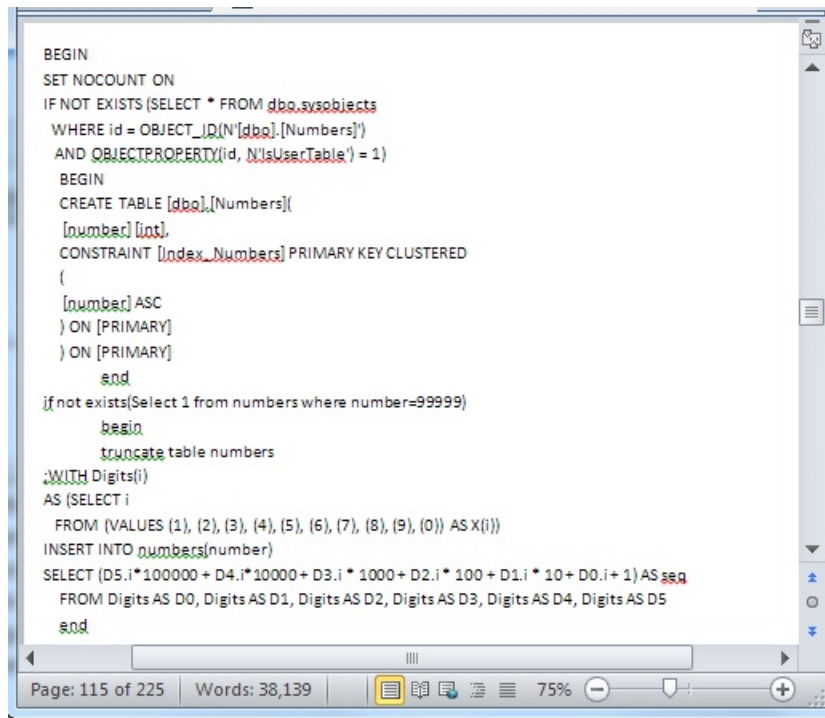 BEGIN
SET NOCOUNT ON
IF NOT EXISTS (SELECT * FROM dbo.sysobjects
WHERE id = OBJECT_ID(N'[dbo].[Numbers]')
AND OBJECTPROPERTY(id, N'IsUserTable') = 1)
BEGIN
CREATE TABLE [dbo].[Numbers](
[number] [int],
CONSTRAINT [Index_Numbers] PRIMARY KEY CLUSTERED
(
[number] ASC
) ON [PRIMARY]
) ON [PRIMARY]
end
if not exists(Select 1 from numbers where number=99999)
begin
truncate table numbers
;WITH Digits(i)
AS (SELECT i
FROM (VALUES (1), (2), (3), (4), (5), (6), (7), (8), (9), (0)) AS X(i))
INSERT INTO numbers(number)
SELECT (D5.i*100000 + D4.i*10000 + D3.i * 1000 + D2.i * 100 + D1.i * 10 + D0.i + 1) AS seq
FROM Digits AS D0, Digits AS D1, Digits AS D2, Digits AS D3, Digits AS D4, Digits AS D5
end
Page: 115 of 225 Words: 38,139 75%